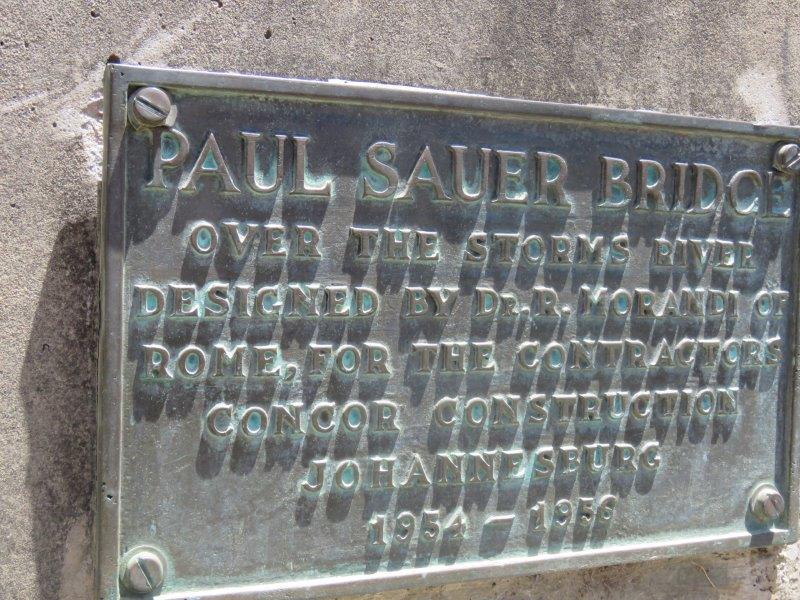 PAUL SAUER BRIDGE
OVER THE STORMS RIVER
DESIGNED BY DR. R. MORANDI OF
ROME, FOR THE CONTRACTORS
CONCOR CONSTRUCTION
JOHANNESBURG
1954 – 1956